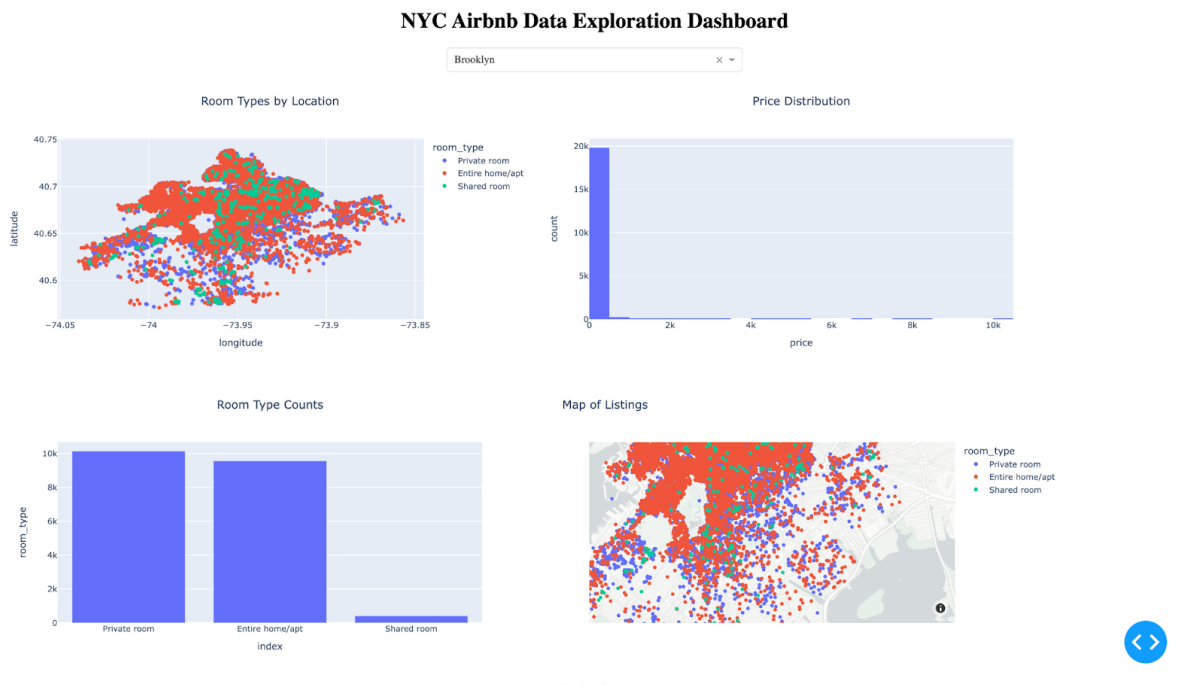 NYC Airbnb Data Exploration Dashboard
Brooklyn
Room Types by Location
40.75
40.7
40.65
40.6
latitude
−74.05 −74 −73.95 −73.9 −73.85
longitude
room_type
Private room
Entire home/apt
Shared room
Price Distribution
20k
15k
10k
5k
0
count
0 2k 4k 6k 8k 10k
price
Room Type Counts
10k
8k
6k
4k
2k
0
room_type
Private room Entire home/apt Shared room
index
Map of Listings
room_type
Private room
Entire home/apt
Shared room